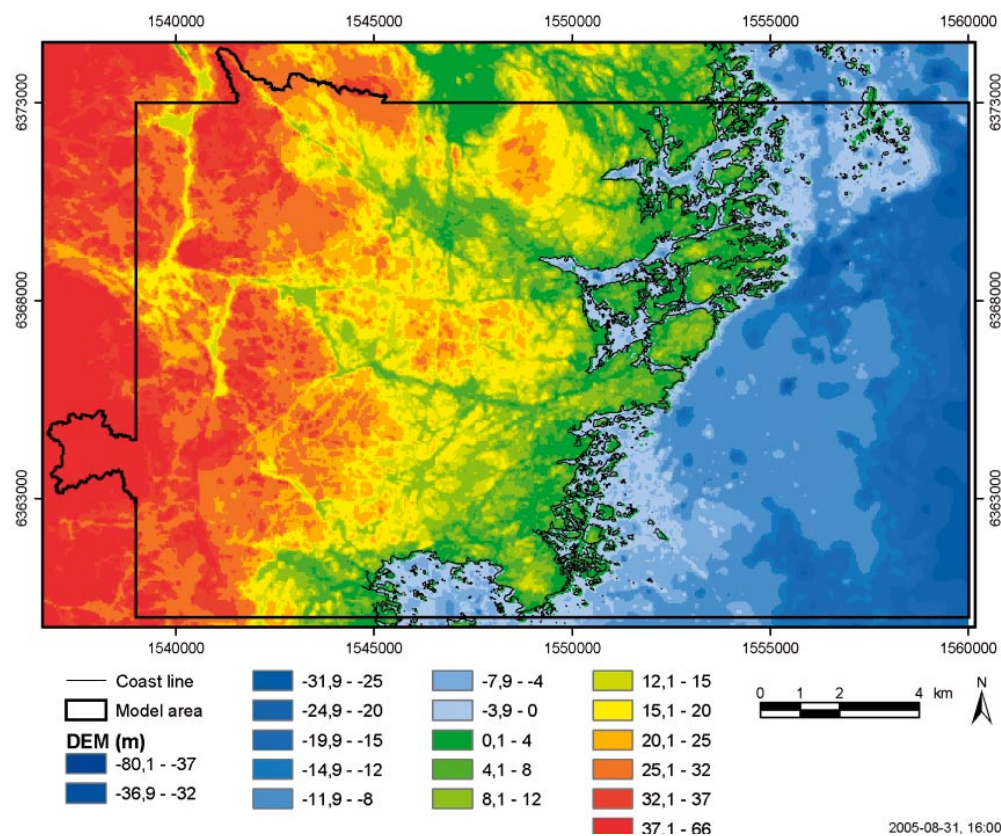 1540000 1545000 1550000 1555000 1560000
6373000 6373000
6368000 6368000
6363000 6363000
1540000 1545000 1550000 1555000 1560000
Coast line
Model area
DEM (m)
-80,1 - -37
-36,9 - -32
-31,9 - -25
-24,9 - -20
-19,9 - -15
-14,9 - -12
-11,9 - -8
-7,9 - -4
-3,9 - 0
0,1 - 4
4,1 - 8
8,1 - 12
12,1 - 15
15,1 - 20
20,1 - 25
25,1 - 32
32,1 - 37
37,1 - 66
0 1 2 4 km
N
2005-08-31, 16:00